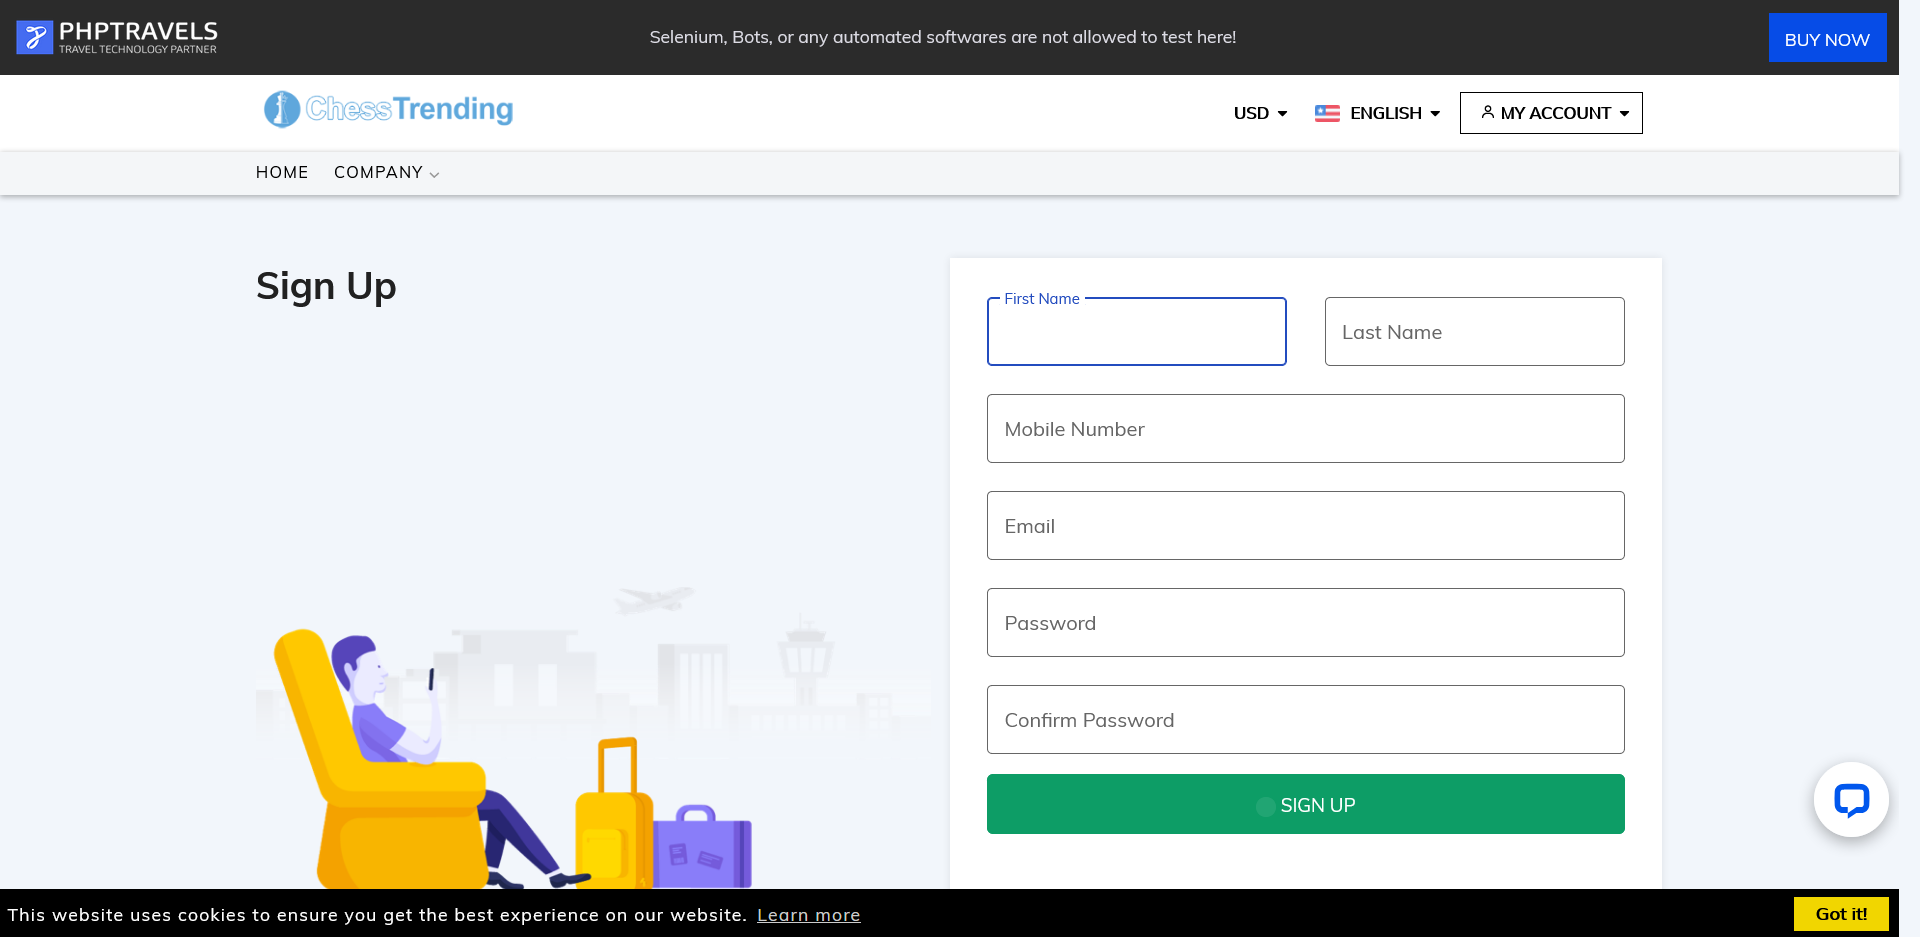 PHPTRAVELS
TRAVEL TECHNOLOGY PARTNER
Selenium, Bots, or any automated softwares are not allowed to test here!
BUY NOW
ChessTrending
USD
ENGLISH
MY ACCOUNT
HOME
COMPANY
Sign Up
First Name
Last Name
Mobile Number
Email
Password
Confirm Password
SIGN UP
This website uses cookies to ensure you get the best experience on our website. Learn more
Got it!